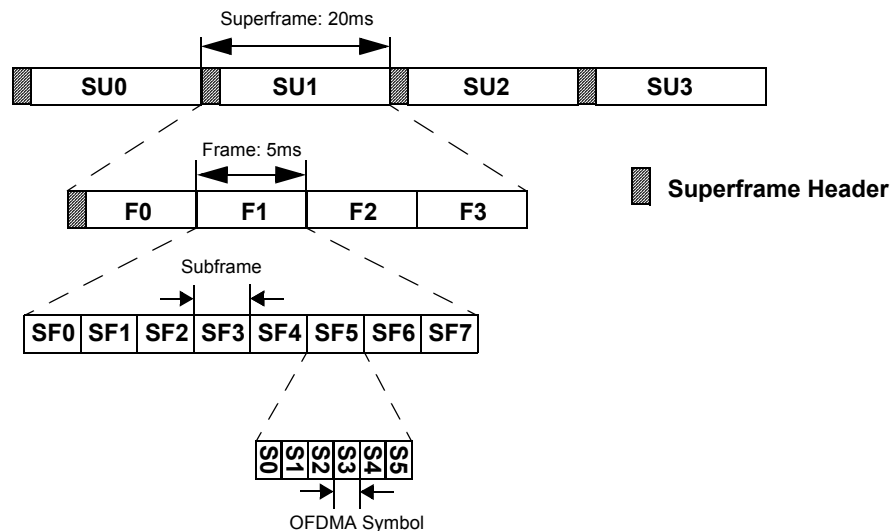 Superframe: 20ms
SU0 SU1 SU2 SU3
Frame: 5ms
F0 F1 F2 F3
Superframe Header
Subframe
SF0 SF1 SF2 SF3 SF4 SF5 SF6 SF7
S0 S1 S2 S3 S4 S5
OFDMA Symbol